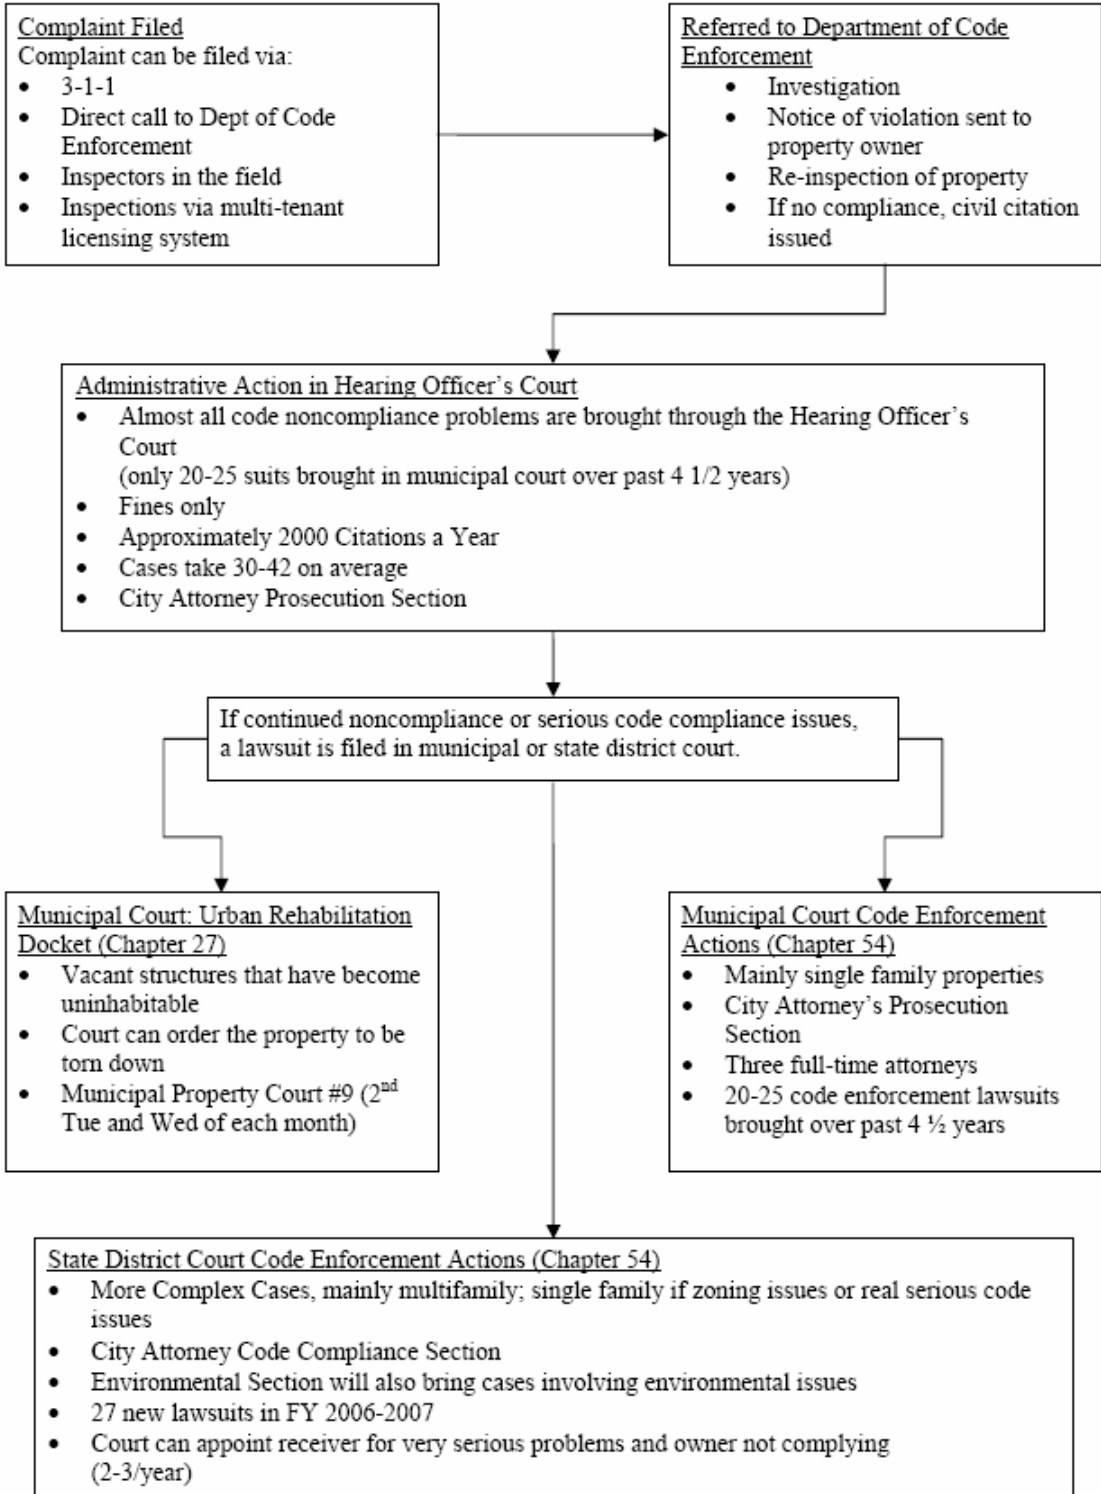 Complaint Filed
Complaint can be filed via:
• 3-1-1
• Direct call to Dept of Code
Enforcement
• Inspectors in the field
• Inspections via multi-tenant
licensing system
Referred to Department of Code
Enforcement
• Investigation
• Notice of violation sent to
property owner
• Re-inspection of property
• If no compliance, civil citation
issued
Administrative Action in Hearing Officer's Court
• Almost all code noncompliance problems are brought through the Hearing Officer's
Court
(only 20-25 suits brought in municipal court over past 4 1/2 years)
• Fines only
• Approximately 2000 Citations a Year
• Cases take 30-42 on average
• City Attorney Prosecution Section
If continued noncompliance or serious code compliance issues,
a lawsuit is filed in municipal or state district court.
Municipal Court: Urban Rehabilitation
Docket (Chapter 27)
• Vacant structures that have become
uninhabitable
• Court can order the property to be
torn down
• Municipal Property Court #9 (2nd
Tue and Wed of each month)
Municipal Court Code Enforcement
Actions (Chapter 54)
• Mainly single family properties
• City Attorney's Prosecution
Section
• Three full-time attorneys
• 20-25 code enforcement lawsuits
brought over past 4 ½ years
State District Court Code Enforcement Actions (Chapter 54)
• More Complex Cases, mainly multifamily; single family if zoning issues or real serious code
issues
• City Attorney Code Compliance Section
• Environmental Section will also bring cases involving environmental issues
• 27 new lawsuits in FY 2006-2007
• Court can appoint receiver for very serious problems and owner not complying
(2-3/year)